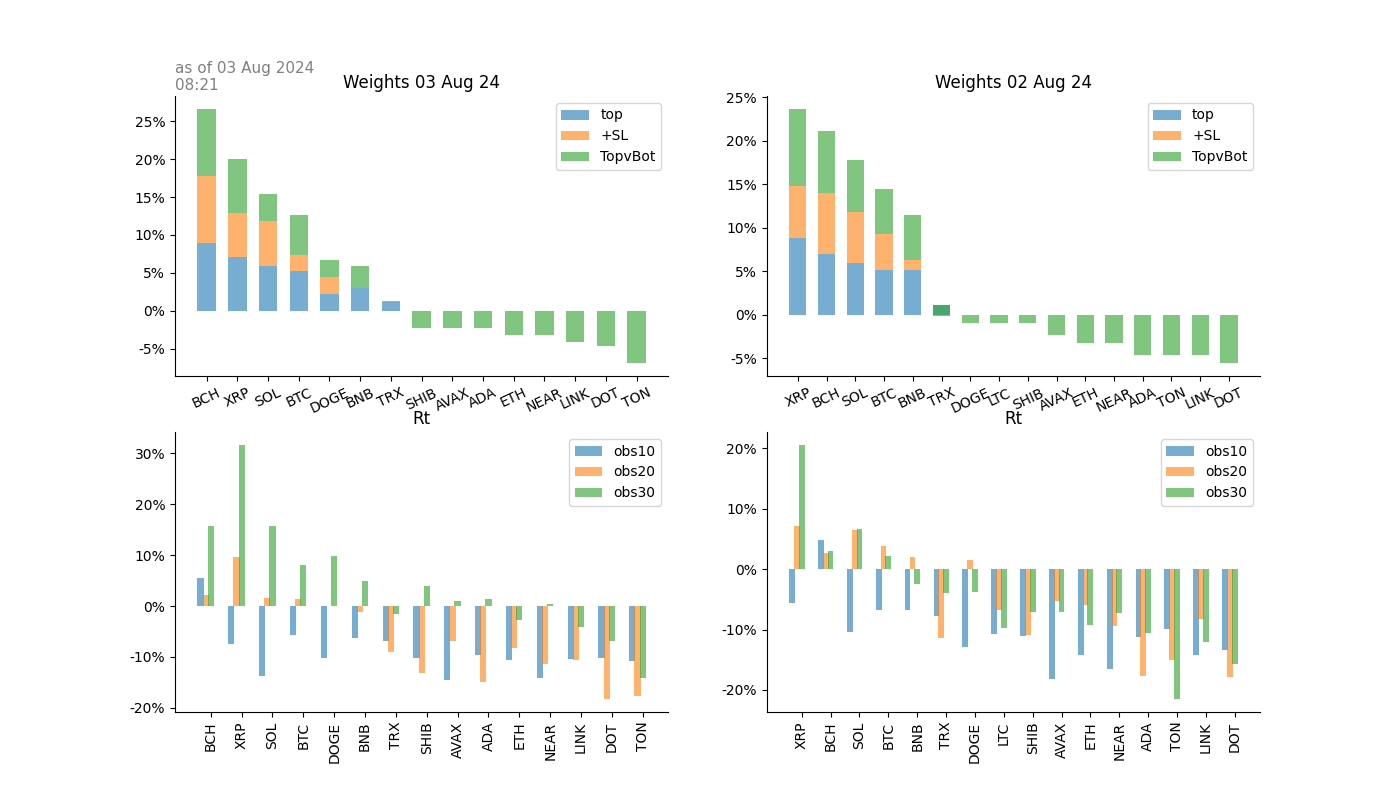 as of 03 Aug 2024
08:21
Weights 03 Aug 24
25%
20%
15%
10%
5%
0%
-5%
top
+SL
TopvBot
BCH XRP SOL BTC DOGE BNB TRX SHIB AVAX ADA ETH NEAR LINK DOT TON
Weights 02 Aug 24
25%
20%
15%
10%
5%
0%
-5%
top
+SL
TopvBot
XRP BCH SOL BTC BNB TRX DOGE LTC SHIB AVAX ETH NEAR ADA TON LINK DOT
Rt
30%
20%
10%
0%
-10%
-20%
obs10
obs20
obs30
BCH XRP SOL BTC DOGE BNB TRX SHIB AVAX ADA ETH NEAR LINK DOT TON
Rt
20%
10%
0%
-10%
-20%
obs10
obs20
obs30
XRP BCH SOL BTC BNB TRX DOGE LTC SHIB AVAX ETH NEAR ADA TON LINK DOT